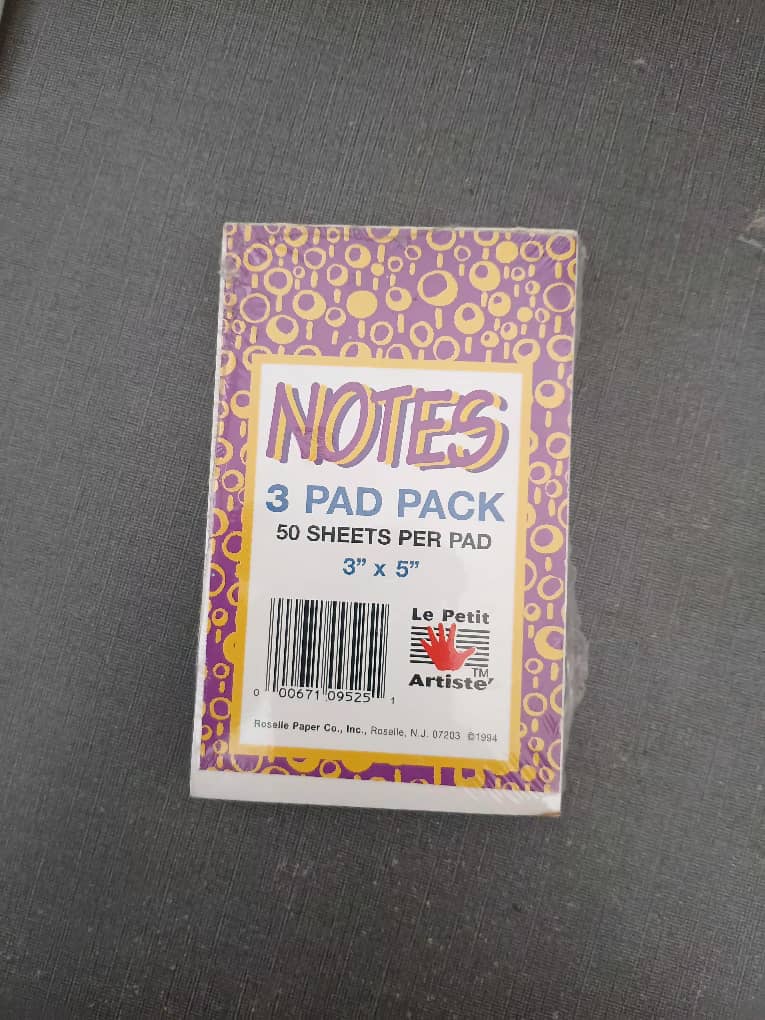 NOTES
3 PAD PACK
50 SHEETS PER PAD
3” x 5”
Le Petit
Artiste’
TM
0 00671 09525 1
Roselle Paper Co., Inc., Roselle, N.J. 07203 ©1994